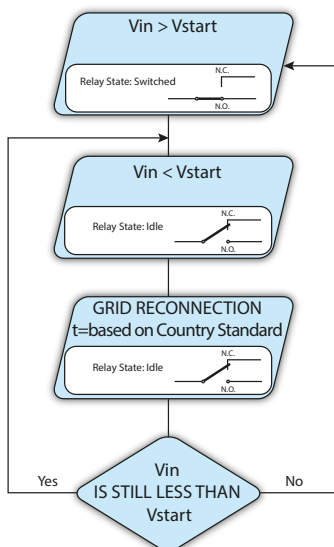 Vin > Vstart
N.C.
Relay State: Switched
N.O.
Vin < Vstart
N.C.
Relay State: Idle
N.O.
GRID RECONNECTION
t=based on Country Standard
N.C.
Relay State: Idle
N.O.
Yes
Vin
No
IS STILL LESS THAN
Vstart